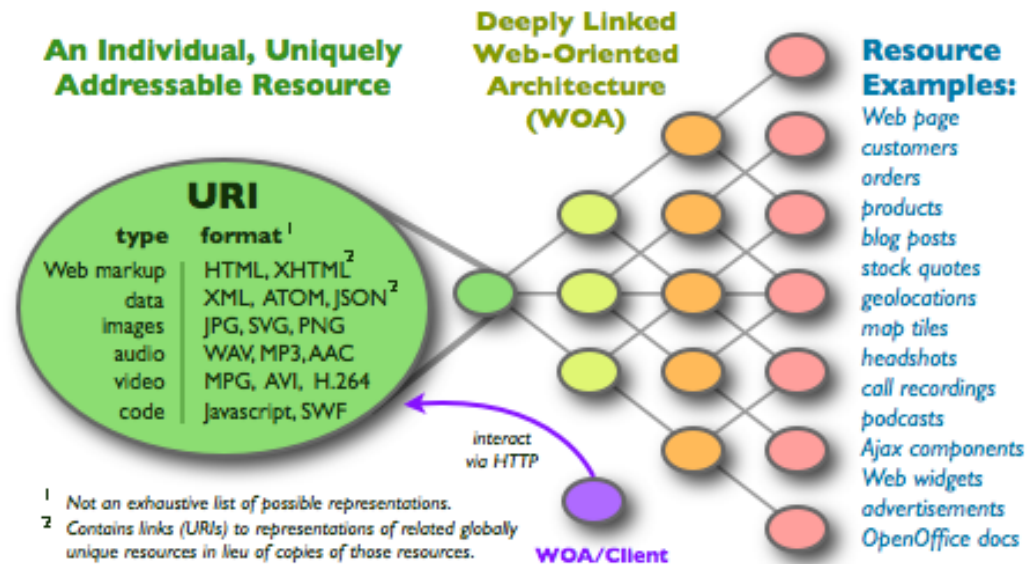 An Individual, Uniquely
Addressable Resource
Deeply Linked
Web-Oriented
Architecture
(WOA)
Resource
Examples:
Web page
customers
orders
products
blog posts
stock quotes
geolocations
map tiles
headshots
call recordings
podcasts
Ajax components
Web widgets
advertisements
OpenOffice docs
URI
type format 1
Web markup HTML, XHTML 2
data XML, ATOM, JSON 2
images JPG, SVG, PNG
audio WAV, MP3, AAC
video MPG, AVI, H.264
code Javascript, SWF
interact
via HTTP
WOA/Client
1 Not an exhaustive list of possible representations.
2 Contains links (URIs) to representations of related globally
unique resources in lieu of copies of those resources.